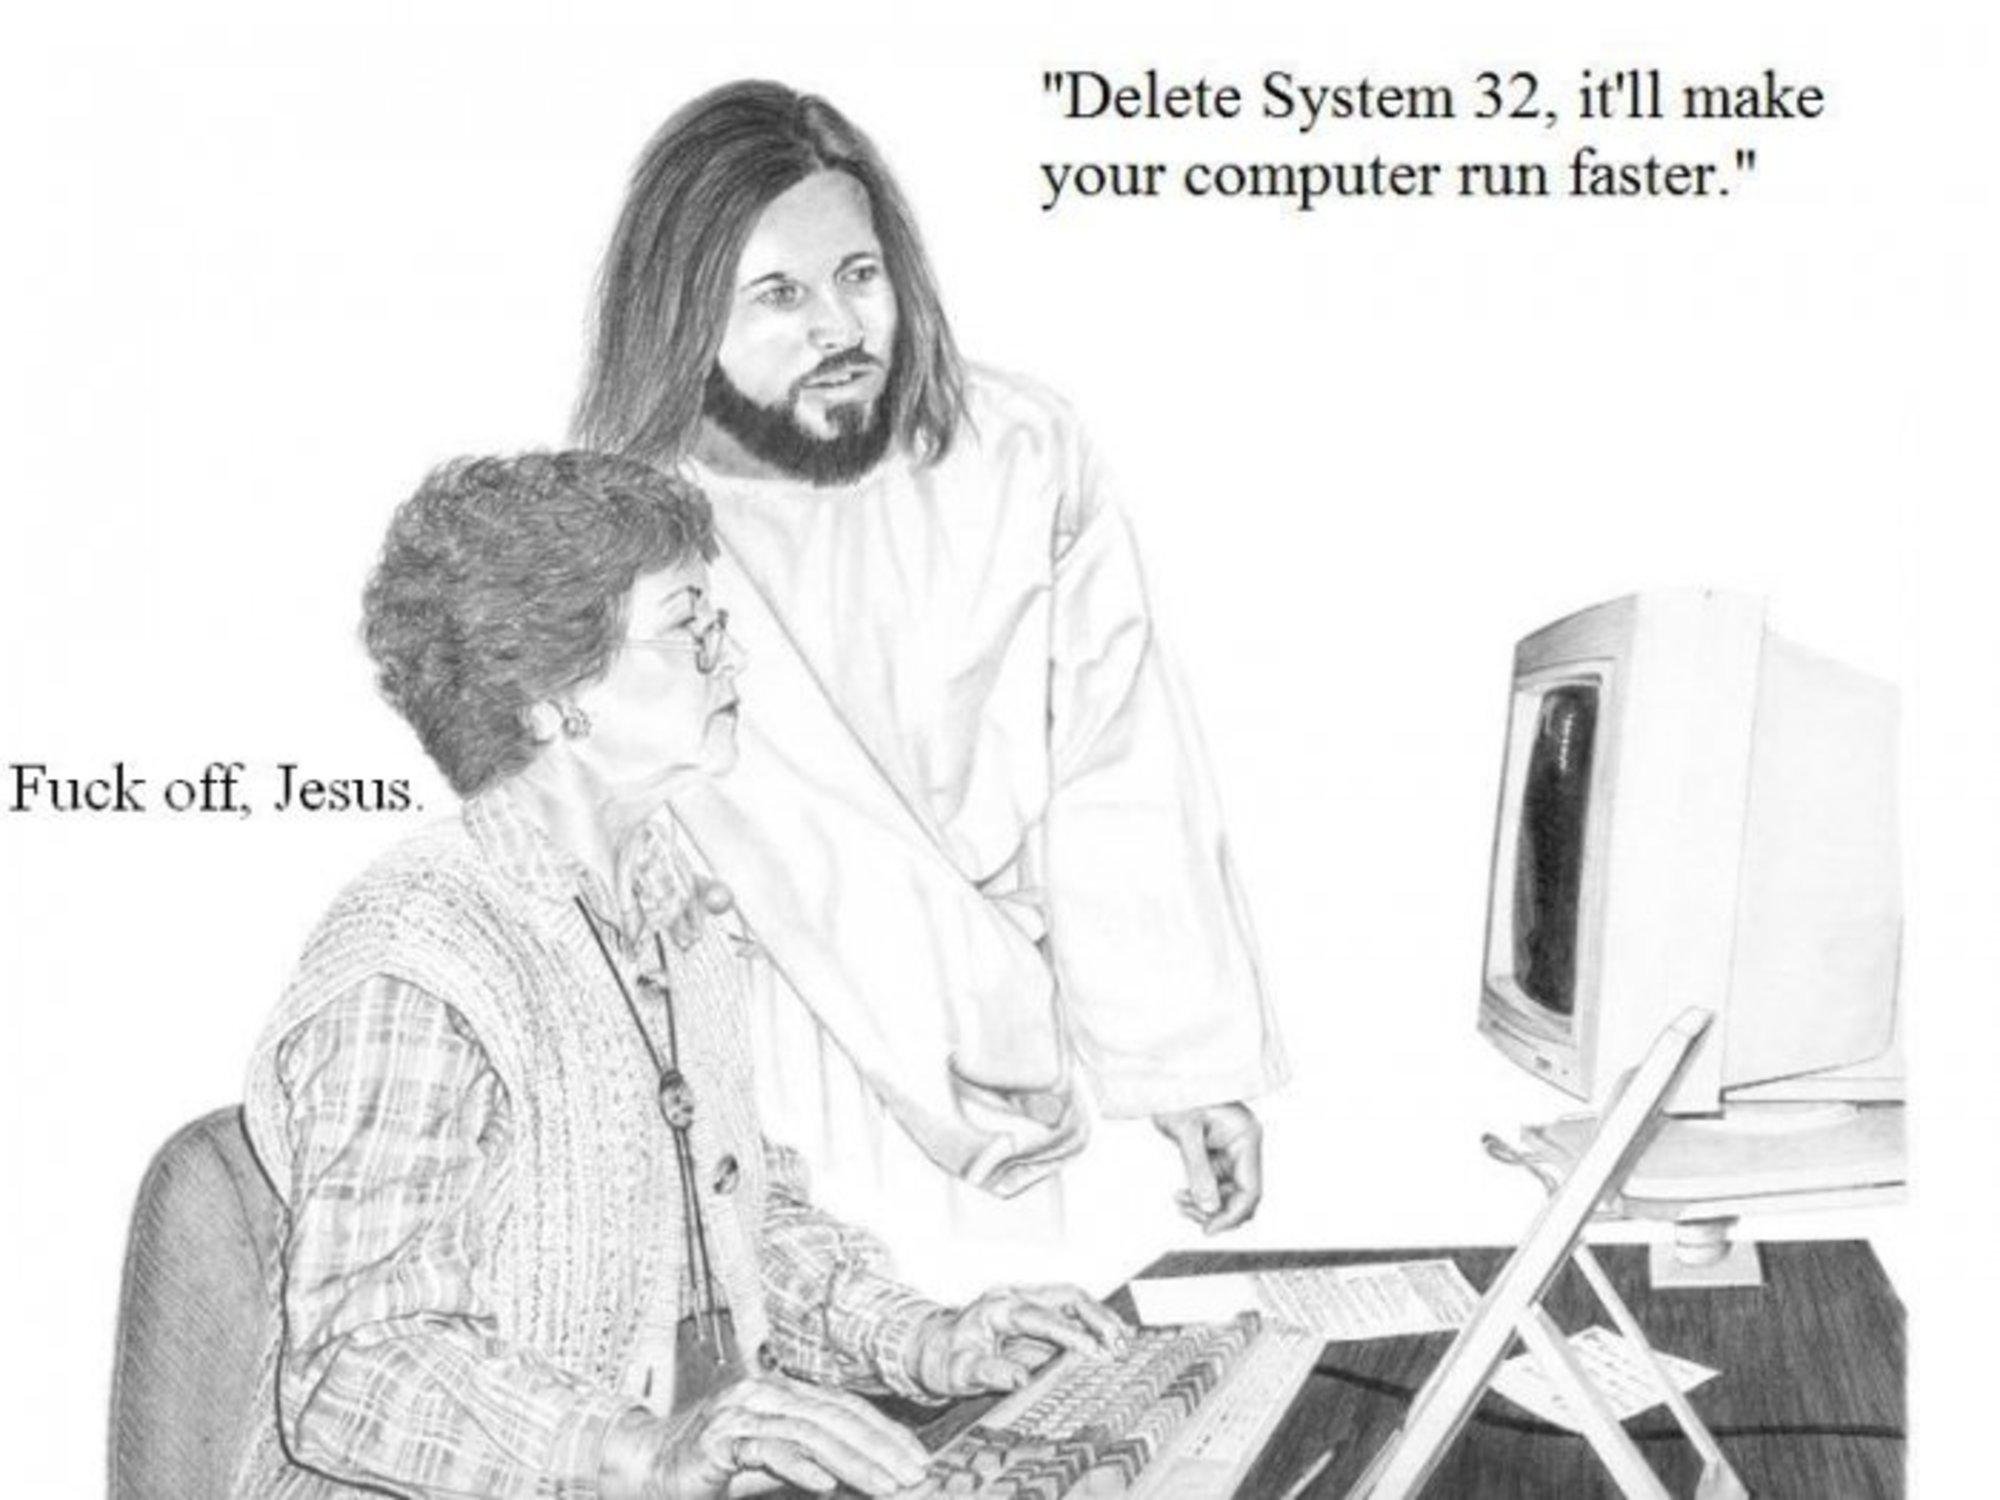 "Delete System 32, it'll make
your computer run faster."
Fuck off, Jesus.